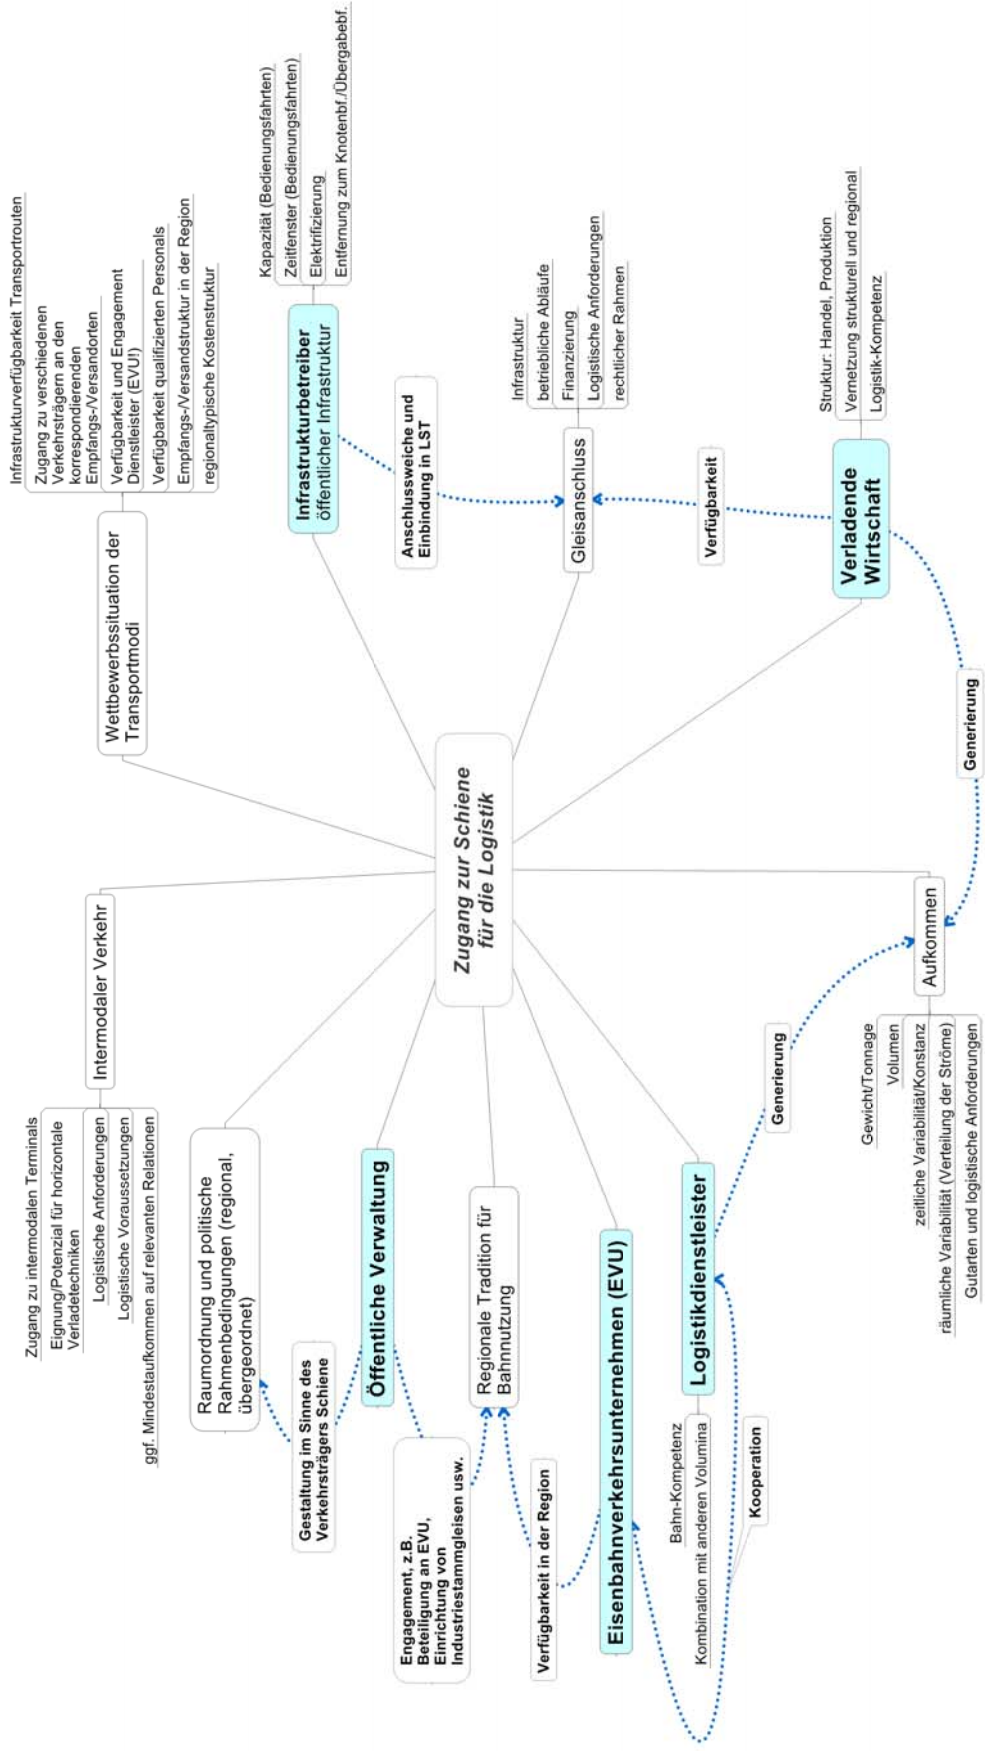 Zugang zur Schiene
für die Logistik
Wettbewerbssituation der
Transportmodi
Infrastrukturverfügbarkeit Transportrouten
Zugang zu verschiedenen
Verkehrsträgern an den
korrespondierenden
Empfangs-/Versandorten
Verfügbarkeit und Engagement
Dienstleister (EVU!)
Verfügbarkeit qualifizierten Personals
Empfangs-/Versandstruktur in der Region
regionaltypische Kostenstruktur
Infrastrukturbetreiber
öffentlicher Infrastruktur
Kapazität (Bedienungsfahrten)
Zeitfenster (Bedienungsfahrten)
Elektrifizierung
Entfernung zum Knotenbf./Übergabebf.
Anschlussweiche und
Einbindung in LST
Gleisanschluss
Infrastruktur
betriebliche Abläufe
Finanzierung
Logistische Anforderungen
rechtlicher Rahmen
Verfügbarkeit
Verladende
Wirtschaft
Struktur: Handel, Produktion
Vernetzung strukturell und regional
Logistik-Kompetenz
Generierung
Aufkommen
Gewicht/Tonnage
Volumen
zeitliche Variabilität/Konstanz
räumliche Variabilität (Verteilung der Ströme)
Gutarten und logistische Anforderungen
Generierung
Logistikdienstleister
Bahn-Kompetenz
Kombination mit anderen Volumina
Kooperation
Eisenbahnverkehrsunternehmen (EVU)
Verfügbarkeit in der Region
Regionale Tradition für
Bahnnutzung
Engagement, z.B.
Beteiligung an EVU,
Einrichtung von
Industriestammgleisen usw.
Öffentliche Verwaltung
Gestaltung im Sinne des
Verkehrsträgers Schiene
Raumordnung und politische
Rahmenbedingungen (regional,
übergeordnet)
Intermodaler Verkehr
Zugang zu intermodalen Terminals
Eignung/Potenzial für horizontale
Verladetechniken
Logistische Anforderungen
Logistische Voraussetzungen
ggf. Mindestaufkommen auf relevanten Relationen